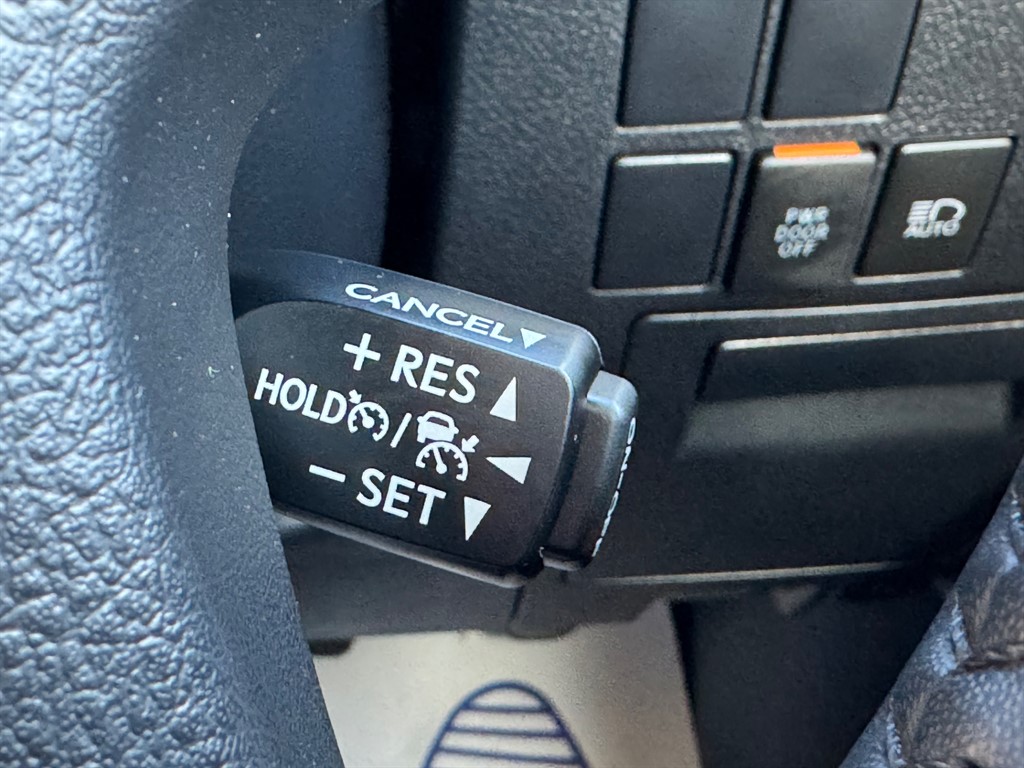 PWR
DOOR
OFF
AUTO
CANCEL▼
+ RES ▲
HOLD / ◀
− SET ▼